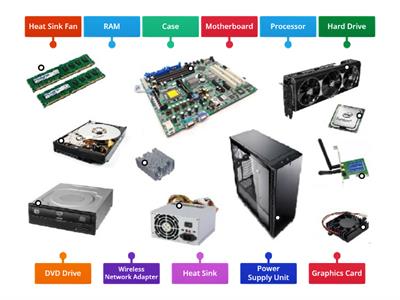 Heat Sink Fan
RAM
Case
Motherboard
Processor
Hard Drive
DVD Drive
Wireless
Network Adapter
Heat Sink
Power
Supply Unit
Graphics Card